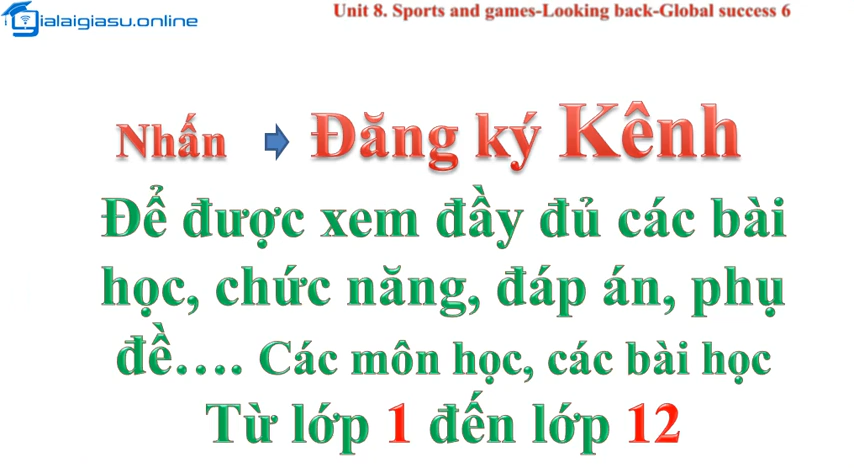 ialaigiasu.online
Unit 8. Sports and games-Looking back-Global success 6
Nhấn Đăng ký Kênh
Để được xem đầy đủ các bài
học, chức năng, đáp án, phụ
đề…. Các môn học, các bài học
Từ lớp 1 đến lớp 12